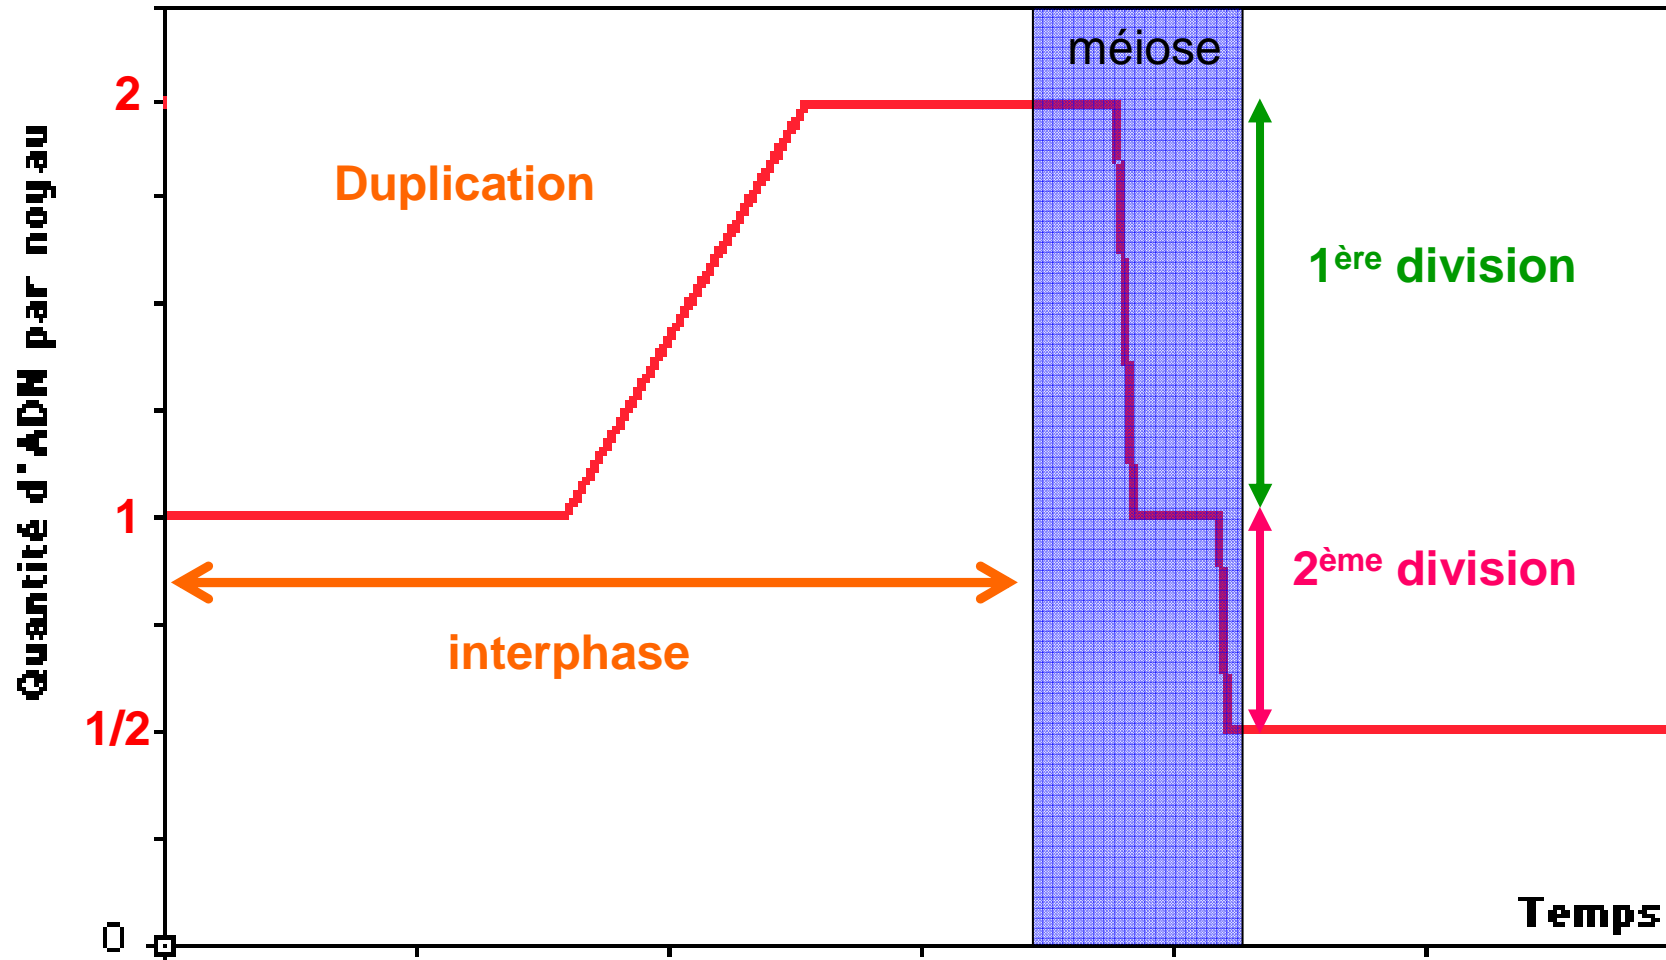 méiose
2
Quantité d'ADN par noyau
Duplication
1ère division
1
2ème division
interphase
1/2
0
Temps